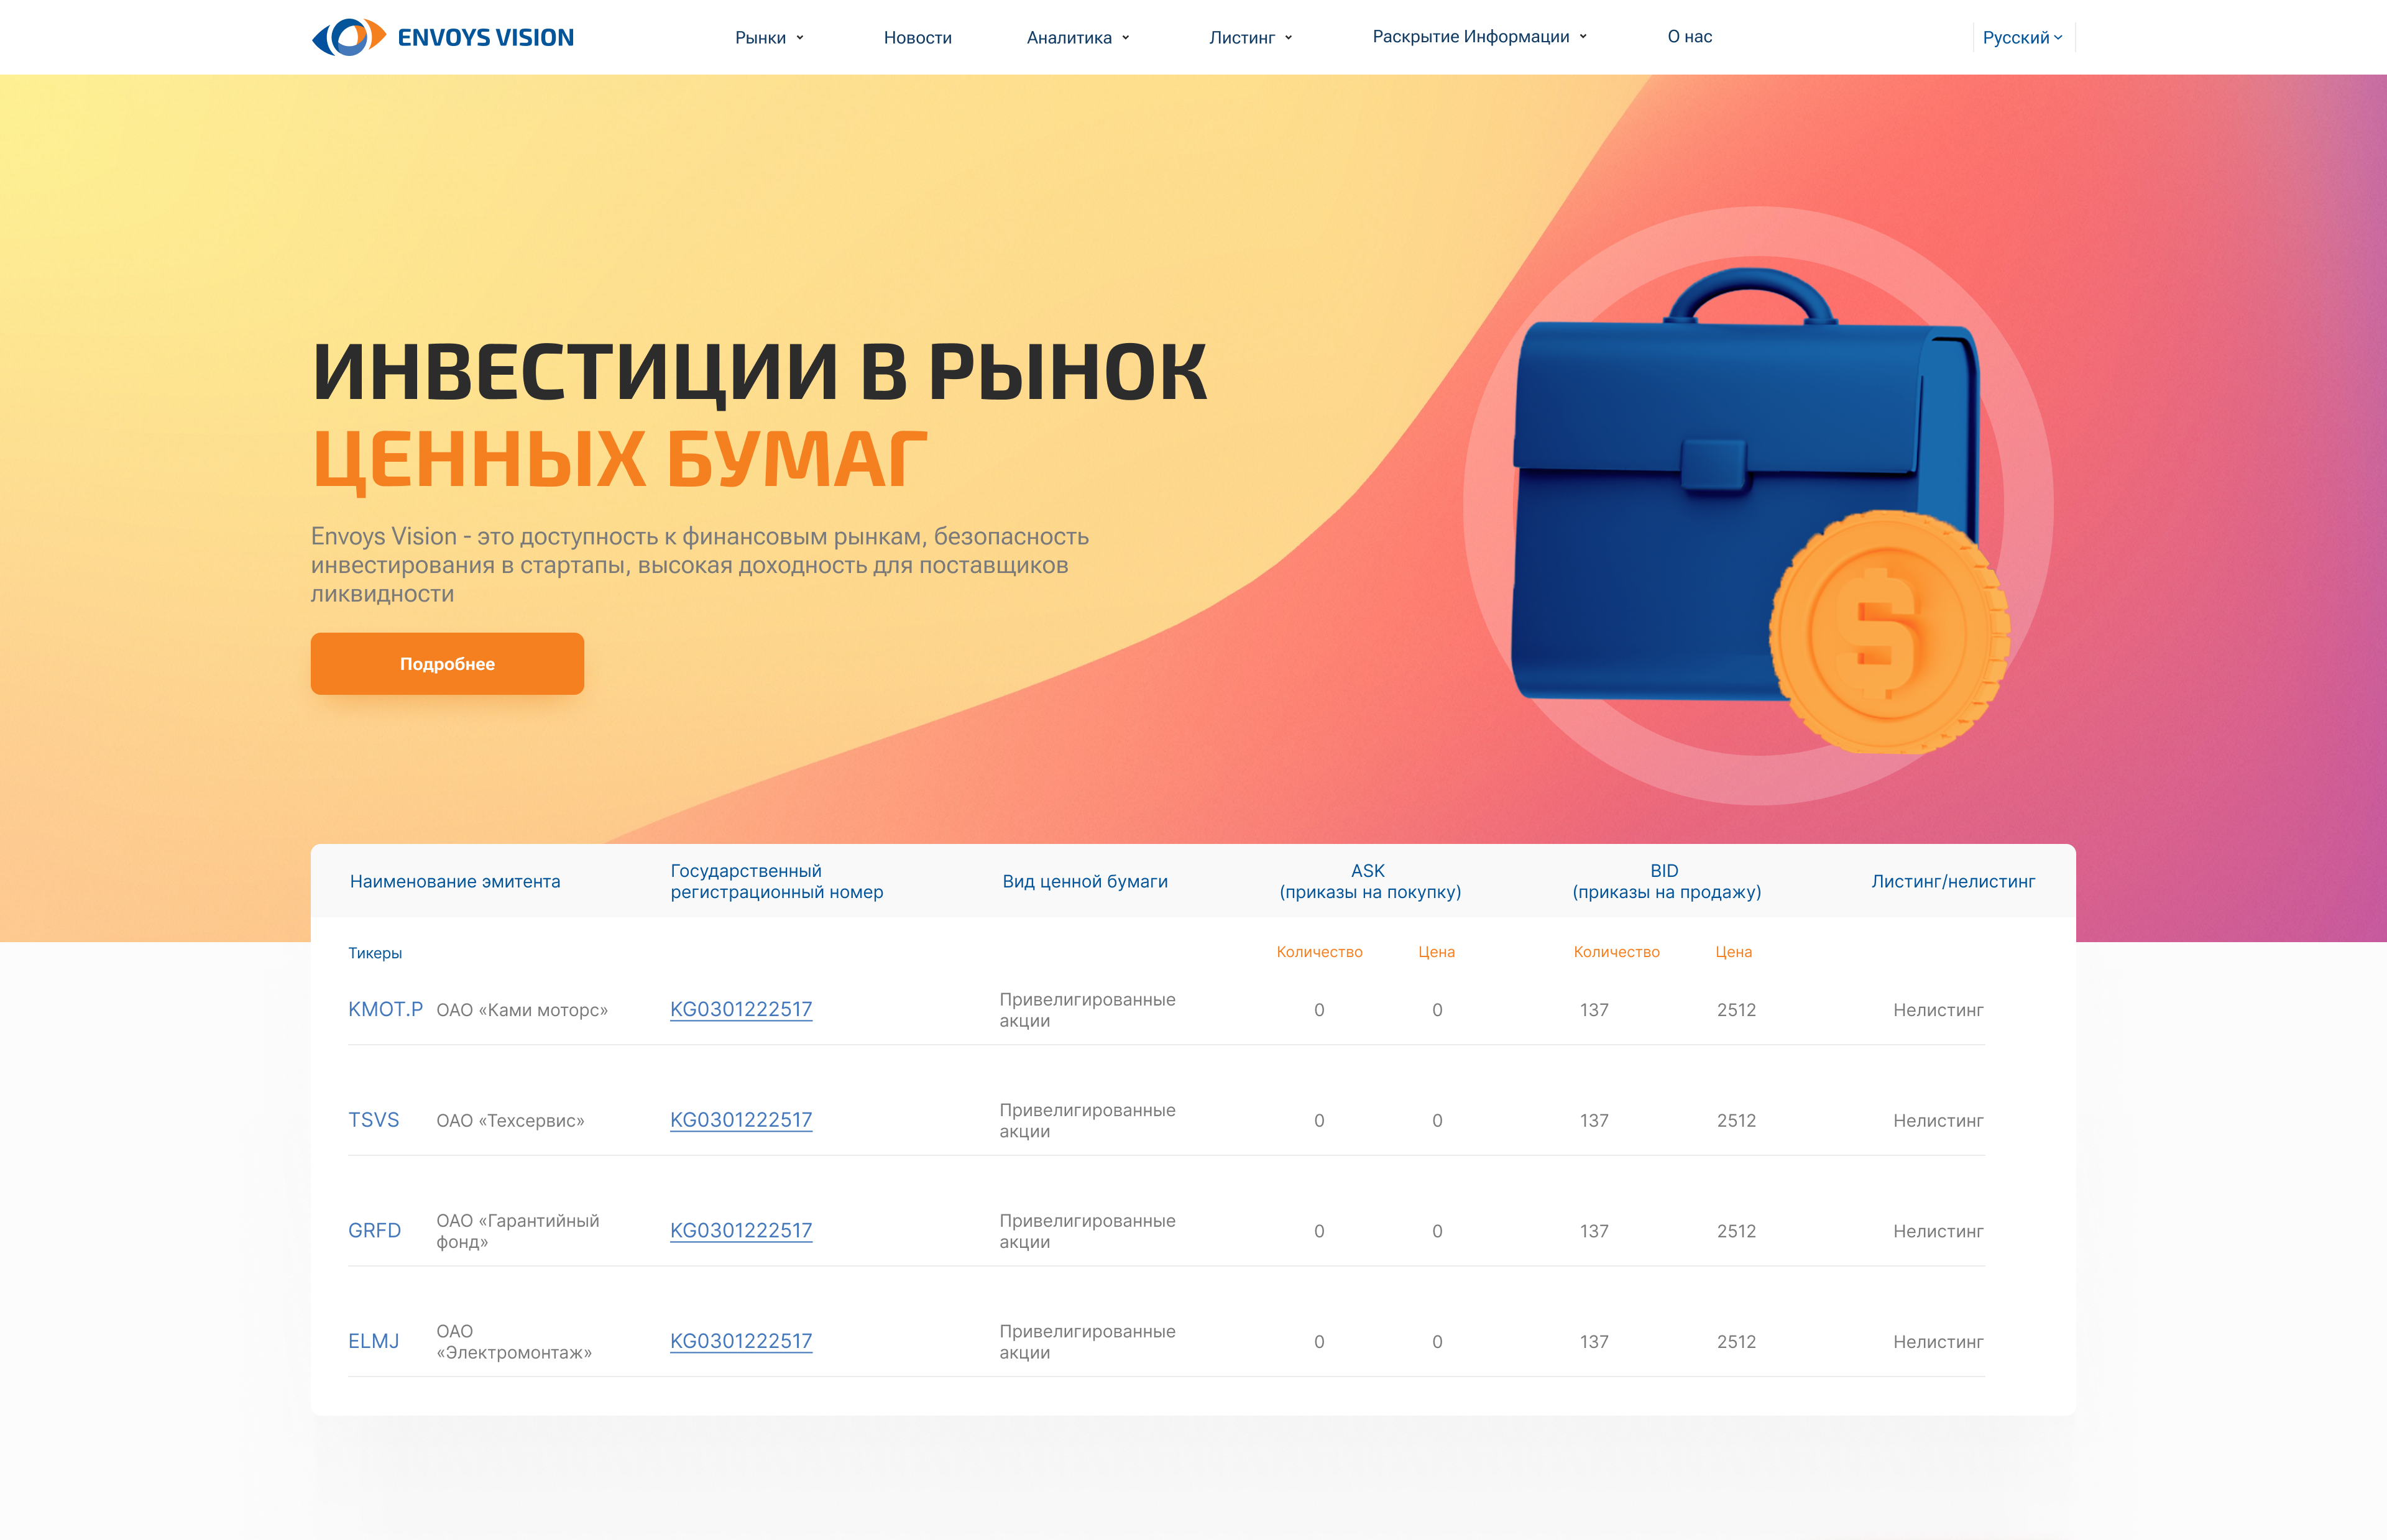 ENVOYS VISION
Рынки
Новости
Аналитика
Листинг
Раскрытие Информации
О нас
Русский
ИНВЕСТИЦИИ В РЫНОК
ЦЕННЫХ БУМАГ
Envoys Vision - это доступность к финансовым рынкам, безопасность
инвестирования в стартапы, высокая доходность для поставщиков
ликвидности
Подробнее
Наименование эмитента
Государственный
регистрационный номер
Вид ценной бумаги
ASK
(приказы на покупку)
BID
(приказы на продажу)
Листинг/нелистинг
Тикеры
Количество
Цена
Количество
Цена
KMOT.P
ОАО «Ками моторс»
KG0301222517
Привелигированные
акции
0
0
137
2512
Нелистинг
TSVS
ОАО «Техсервис»
KG0301222517
Привелигированные
акции
0
0
137
2512
Нелистинг
GRFD
ОАО «Гарантийный
фонд»
KG0301222517
Привелигированные
акции
0
0
137
2512
Нелистинг
ELMJ
ОАО
«Электромонтаж»
KG0301222517
Привелигированные
акции
0
0
137
2512
Нелистинг